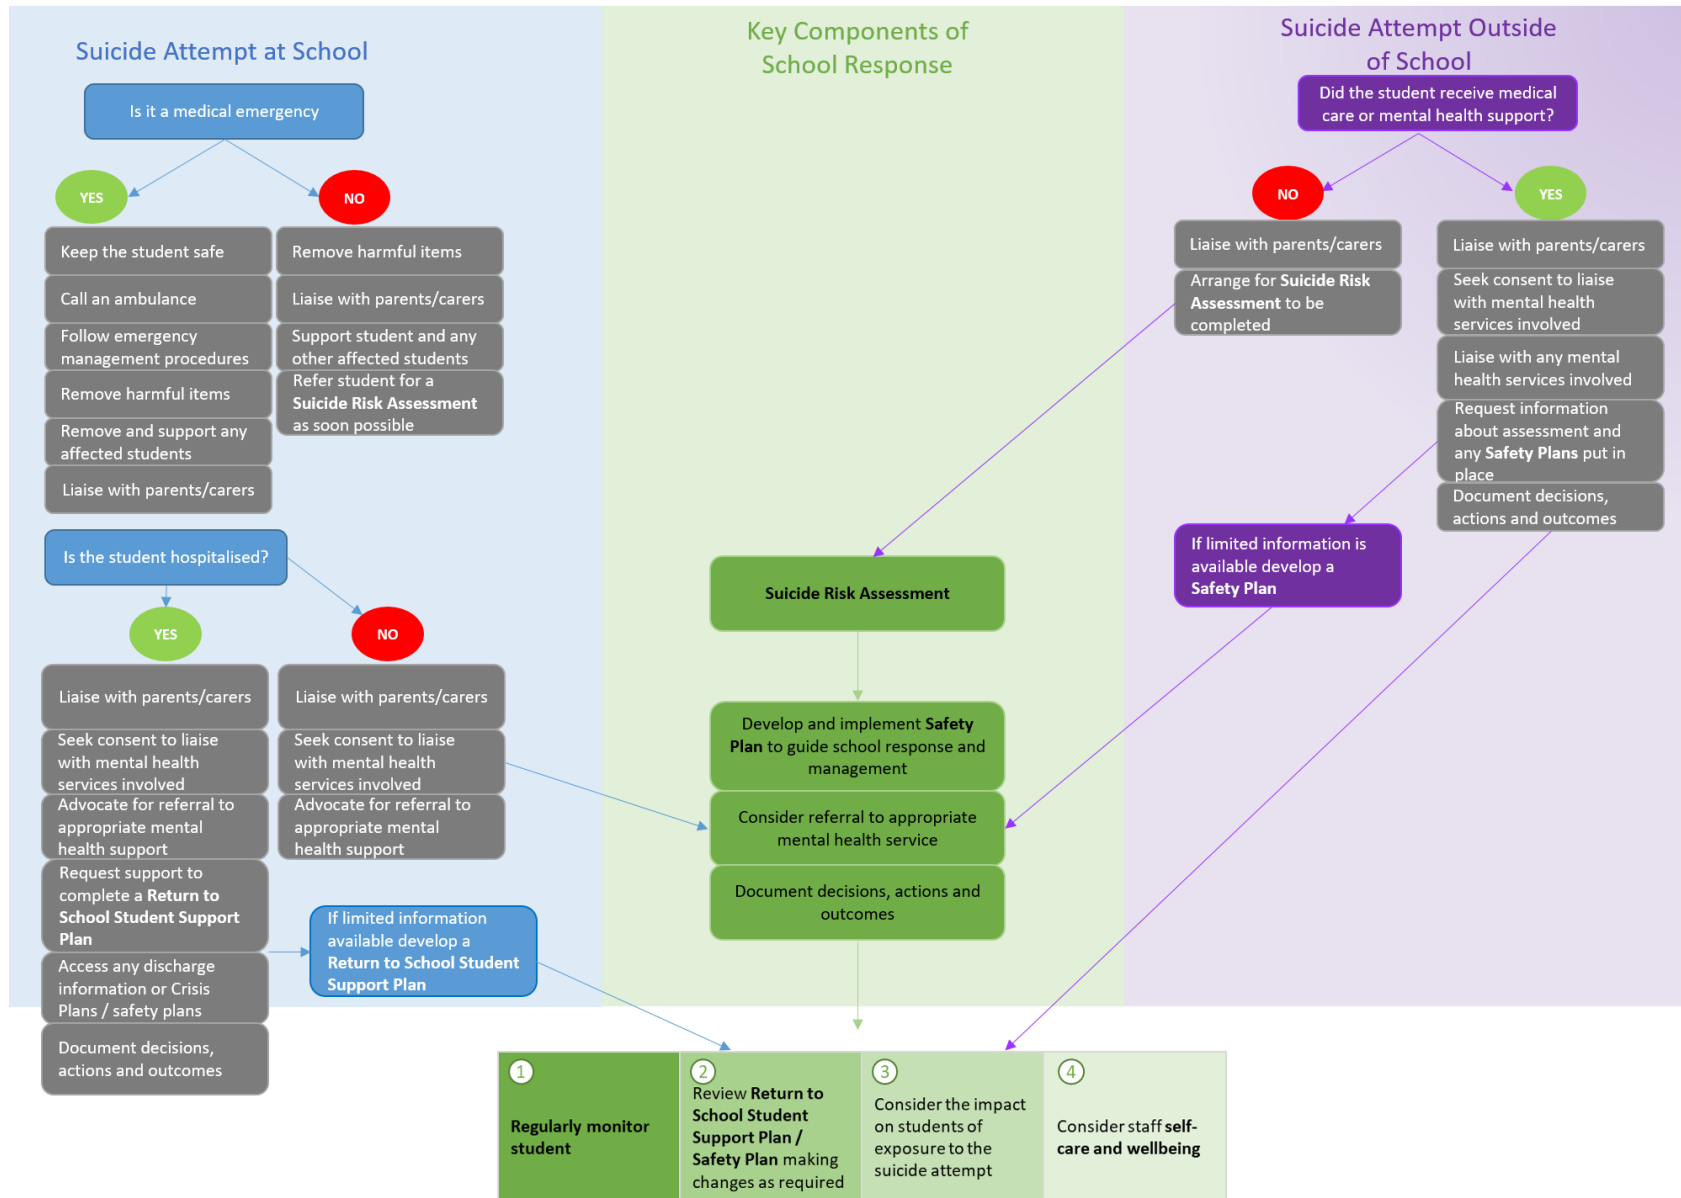 Suicide Attempt at School
Is it a medical emergency
YES
NO
Keep the student safe
Call an ambulance
Follow emergency
management procedures
Remove harmful items
Remove and support any
affected students
Liaise with parents/carers
Remove harmful items
Liaise with parents/carers
Support student and any
other affected students
Refer student for a
Suicide Risk Assessment
as soon possible
Is the student hospitalised?
YES
NO
Liaise with parents/carers
Seek consent to liaise
with mental health
services involved
Advocate for referral to
appropriate mental
health support
Request support to
complete a Return to
School Student Support
Plan
Access any discharge
information or Crisis
Plans / safety plans
Document decisions,
actions and outcomes
Liaise with parents/carers
Seek consent to liaise
with mental health
services involved
Advocate for referral to
appropriate mental
health support
If limited information
available develop a
Return to School Student
Support Plan
Key Components of
School Response
Suicide Risk Assessment
Develop and implement Safety
Plan to guide school response and
management
Consider referral to appropriate
mental health service
Document decisions, actions and
outcomes
Suicide Attempt Outside
of School
Did the student receive medical
care or mental health support?
NO
YES
Liaise with parents/carers
Arrange for Suicide Risk
Assessment to be
completed
Liaise with parents/carers
Seek consent to liaise
with mental health
services involved
Liaise with any mental
health services involved
Request information
about assessment and
any Safety Plans put in
place
Document decisions,
actions and outcomes
If limited information is
available develop a
Safety Plan
1
Regularly monitor
student
2
Review Return to
School Student
Support Plan /
Safety Plan making
changes as required
3
Consider the impact
on students of
exposure to the
suicide attempt
4
Consider staff self-
care and wellbeing